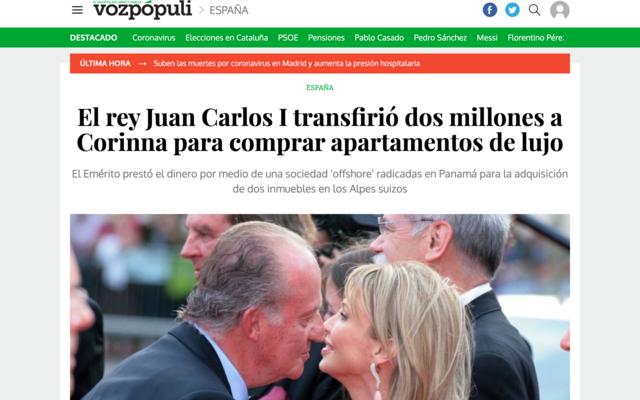 vozpópuli > ESPAÑA
DESTACADO Coronavirus Elecciones en Cataluña PSOE Pensiones Pablo Casado Pedro Sánchez Messi Florentino Pére
ÚLTIMA HORA → Suben las muertes por coronavirus en Madrid y aumenta la presión hospitalaria
ESPAÑA
El rey Juan Carlos I transfirió dos millones a
Corinna para comprar apartamentos de lujo
El Emérito prestó el dinero por medio de una sociedad 'offshore' radicadas en Panamá para la adquisición
de dos inmuebles en los Alpes suizos